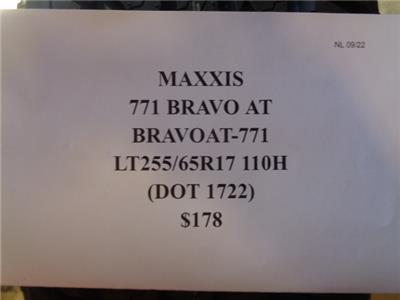 NL 09/22
MAXXIS
771 BRAVO AT
BRAVOAT-771
LT255/65R17 110H
(DOT 1722)
$178